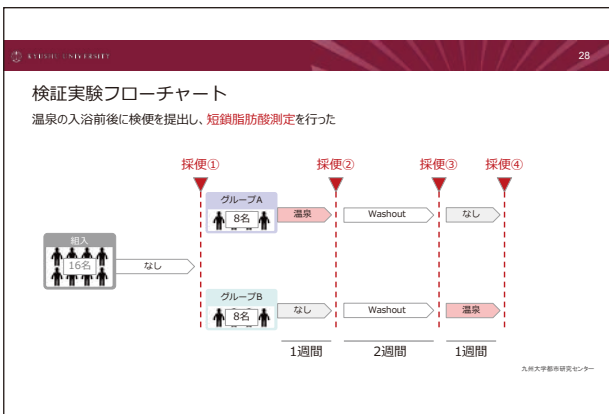 KYUSHU UNIVERSITY
28
検証実験フローチャート
温泉の入浴前後に検便を提出し、短鎖脂肪酸測定を行った
採便①
採便②
採便③
採便④
グループA
8名
温泉
Washout
なし
組入
16名
なし
グループB
8名
なし
Washout
温泉
1週間
2週間
1週間
九州大学都市研究センター